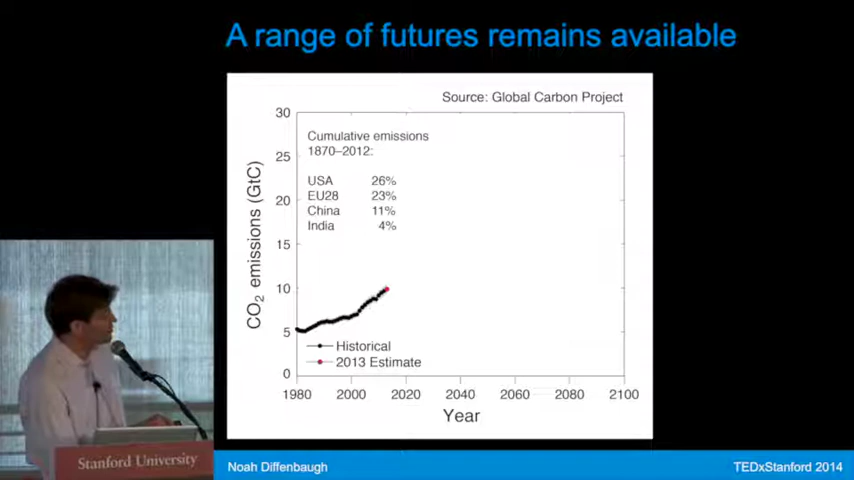 A range of futures remains available
Source: Global Carbon Project
30
25
20
15
10
5
0
CO2 emissions (GtC)
Cumulative emissions
1870–2012:
USA 26%
EU28 23%
China 11%
India 4%
Historical
2013 Estimate
1980 2000 2020 2040 2060 2080 2100
Year
Stanford University
Noah Diffenbaugh
TEDxStanford 2014